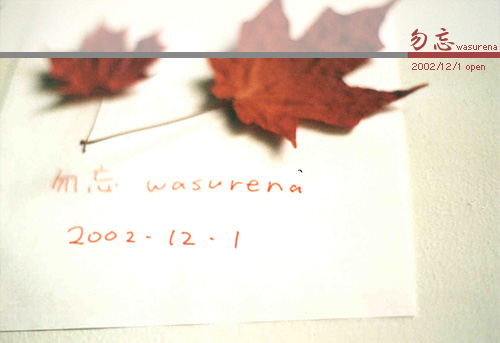 勿忘 wasurena
2002/12/1 open
勿忘 wasurena
2002.12.1